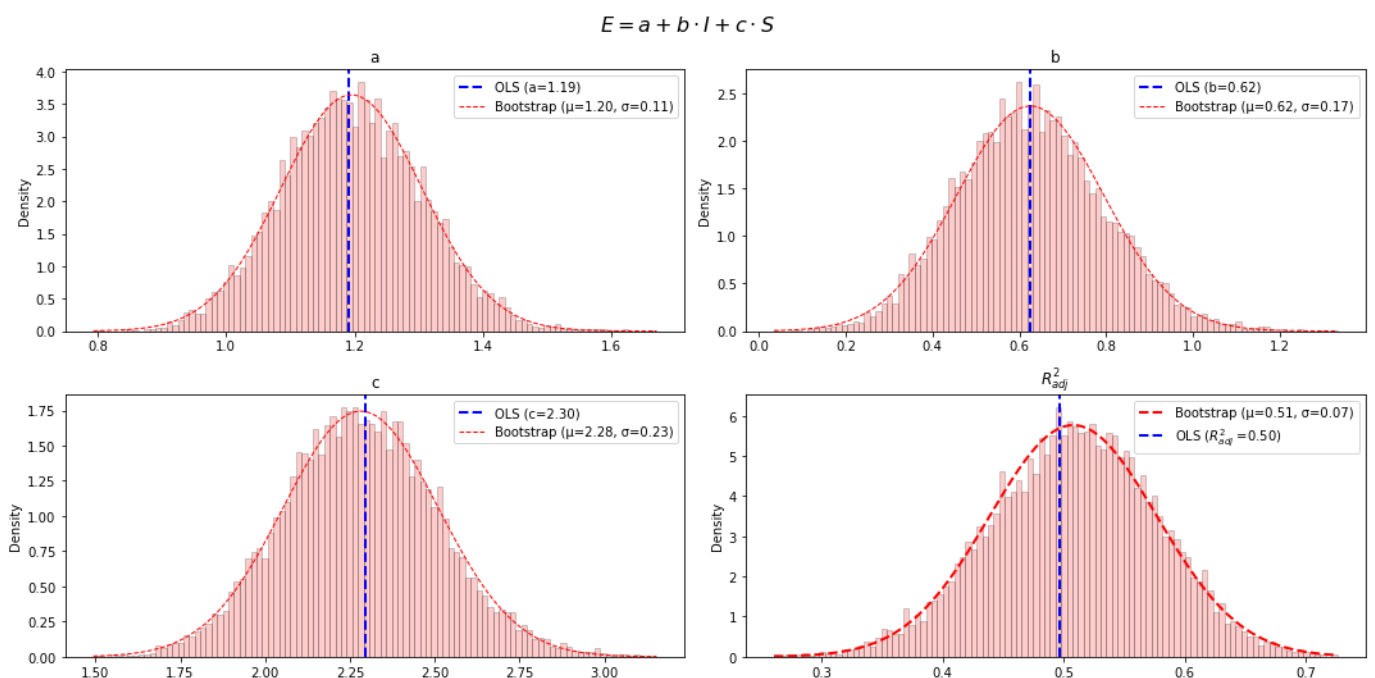 E = a + b · I + c · S
a
Density
4.0
3.5
3.0
2.5
2.0
1.5
1.0
0.5
0.0
0.8 1.0 1.2 1.4 1.6
OLS (a=1.19)
Bootstrap (μ=1.20, σ=0.11)
b
Density
2.5
2.0
1.5
1.0
0.5
0.0
0.0 0.2 0.4 0.6 0.8 1.0 1.2
OLS (b=0.62)
Bootstrap (μ=0.62, σ=0.17)
c
Density
1.75
1.50
1.25
1.00
0.75
0.50
0.25
0.00
1.50 1.75 2.00 2.25 2.50 2.75 3.00
OLS (c=2.30)
Bootstrap (μ=2.28, σ=0.23)
R²adj
Density
6
5
4
3
2
1
0
0.3 0.4 0.5 0.6 0.7
Bootstrap (μ=0.51, σ=0.07)
OLS (R²adj =0.50)